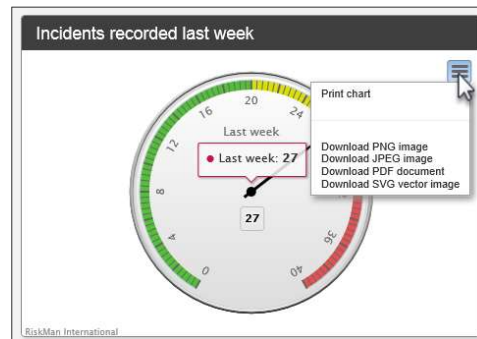 Incidents recorded last week
Print chart
Download PNG image
Download JPEG image
Download PDF document
Download SVG vector image
0
4
8
12
16
20
24
36
40
Last week
Last week: 27
27
RiskMan International